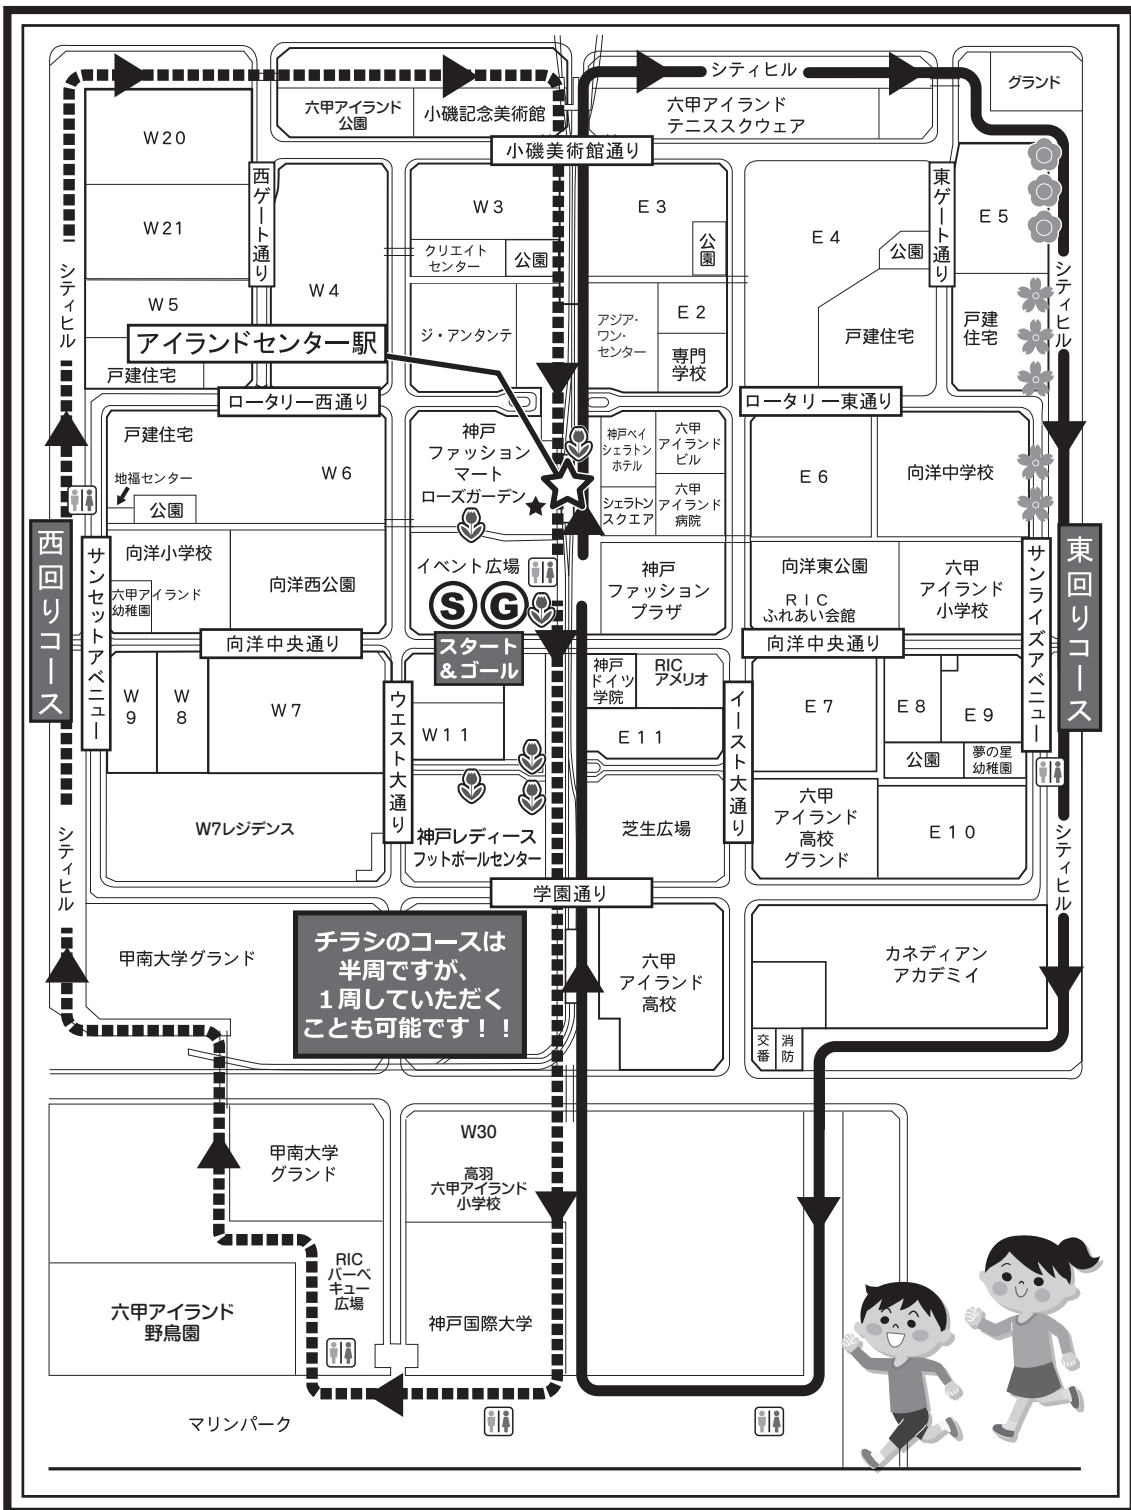 シティヒル
グランド
六甲アイランド
公園
小磯記念美術館
六甲アイランド
テニススクウェア
小磯美術館通り
W20
西ゲート通り
W3
E3
公園
東ゲート通り
E5
W21
クリエイト
センター
公園
E4
公園
シティヒル
W5
W4
ジ・アンタンテ
アジア・
ワン・
センター
E2
専門
学校
戸建住宅
戸建
住宅
シティヒル
アイランドセンター駅
戸建住宅
ロータリー西通り
ロータリー東通り
戸建住宅
W6
地福センター
公園
神戸
ファッション
マート
ローズガーデン
神戸ベイ
シェラトン
ホテル
六甲
アイランド
ビル
シェラトン
スクエア
六甲
アイランド
病院
E6
向洋中学校
西回りコース
サンセットアベニュー
向洋小学校
六甲アイランド
幼稚園
向洋西公園
イベント広場
S G
スタート
&ゴール
神戸
ファッション
プラザ
向洋東公園
RIC
ふれあい会館
六甲
アイランド
小学校
サンライズアベニュー
東回りコース
向洋中央通り
向洋中央通り
W
9
W
8
W7
ウエスト大通り
W11
神戸
ドイツ
学院
RIC
アメリオ
E11
イースト大通り
E7
E8
E9
公園
夢の星
幼稚園
W7レジデンス
神戸レディース
フットボールセンター
芝生広場
六甲
アイランド
高校
グランド
E10
シティヒル
シティヒル
学園通り
甲南大学グランド
チラシのコースは
半周ですが、
1周していただく
ことも可能です!!
六甲
アイランド
高校
カネディアン
アカデミイ
交番
消防
甲南大学
グランド
W30
高羽
六甲アイランド
小学校
RIC
バーベ
キュー
広場
六甲アイランド
野鳥園
神戸国際大学
マリンパーク